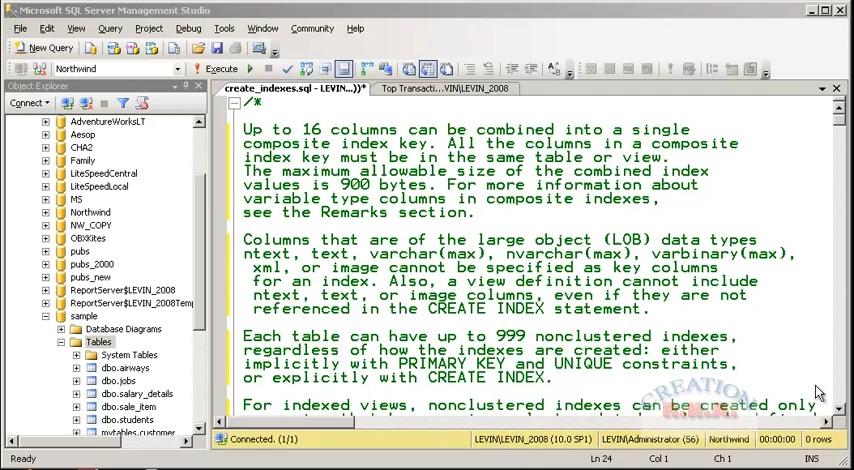 Microsoft SQL Server Management Studio
File Edit View Query Project Debug Tools Window Community Help
New Query
Northwind
Execute
Object Explorer
create_indexes.sql - LEVIN...))*
Top Transacti...VIN\LEVIN_2008)
Connect
AdventureWorksLT
Aesop
CHA2
Family
LiteSpeedCentral
LiteSpeedLocal
MS
Northwind
NW_COPY
OBXKites
pubs
pubs_2000
pubs_new
ReportServer$LEVIN_2008
ReportServer$LEVIN_2008Temp
sample
Database Diagrams
Tables
System Tables
dbo.airways
dbo.jobs
dbo.salary_details
dbo.sale_item
dbo.students
mytables.customer
/*
Up to 16 columns can be combined into a single
composite index key. All the columns in a composite
index key must be in the same table or view.
The maximum allowable size of the combined index
values is 900 bytes. For more information about
variable type columns in composite indexes,
see the Remarks section.
Columns that are of the large object (LOB) data types
ntext, text, varchar(max), nvarchar(max), varbinary(max),
xml, or image cannot be specified as key columns
for an index. Also, a view definition cannot include
ntext, text, or image columns, even if they are not
referenced in the CREATE INDEX statement.
Each table can have up to 999 nonclustered indexes,
regardless of how the indexes are created: either
implicitly with PRIMARY KEY and UNIQUE constraints,
or explicitly with CREATE INDEX.
For indexed views, nonclustered indexes can be created only
CREATION
Connected. (1/1)
LEVIN\LEVIN_2008 (10.0 SP1)
LEVIN\Administrator (56)
Northwind
00:00:00
0 rows
Ready
Ln 24
Col 1
Ch 1
INS